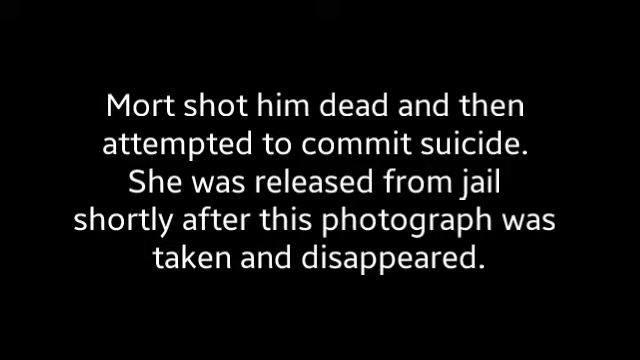 Mort shot him dead and then
attempted to commit suicide.
She was released from jail
shortly after this photograph was
taken and disappeared.